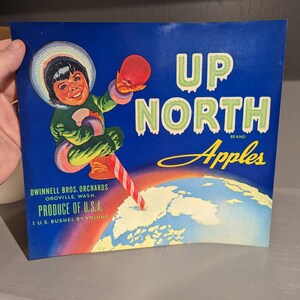 UP
NORTH
BRAND
Apples
DWINNELL BROS. ORCHARDS
OROVILLE, WASH.
PRODUCE OF U.S.A.
1 U.S. BUSHEL BY VOLUME